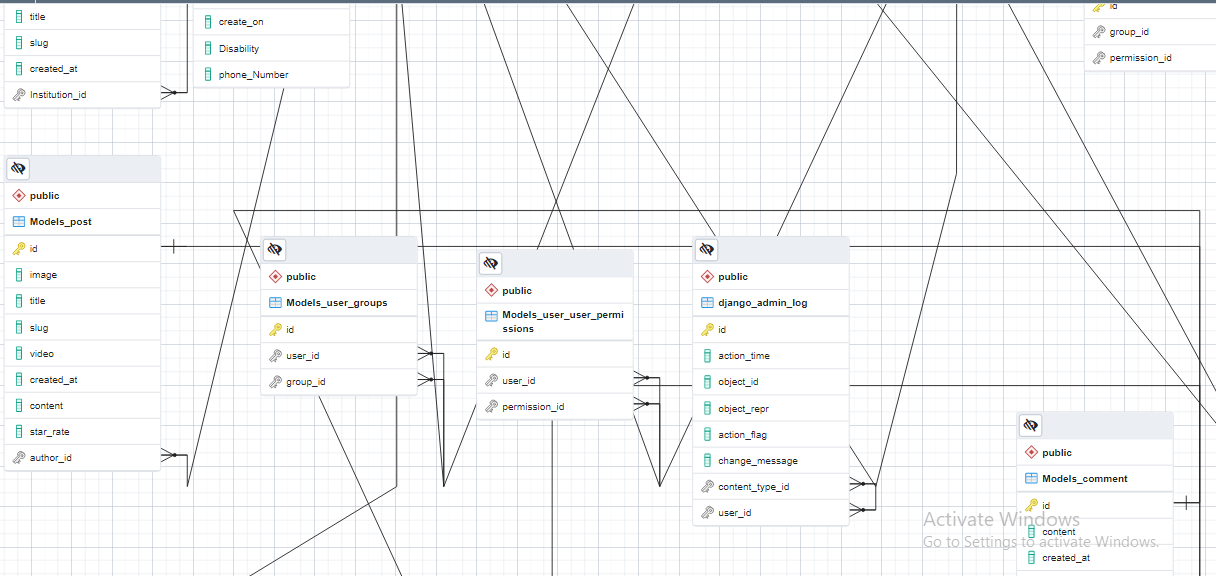 title
slug
created_at
Institution_id
create_on
Disability
phone_Number
id
group_id
permission_id
public
Models_post
id
image
title
slug
video
created_at
content
star_rate
author_id
public
Models_user_groups
id
user_id
group_id
public
Models_user_user_permi
ssions
id
user_id
permission_id
public
django_admin_log
id
action_time
object_id
object_repr
action_flag
change_message
content_type_id
user_id
public
Models_comment
id
content
created_at
Activate Windows
Go to Settings to activate Windows.